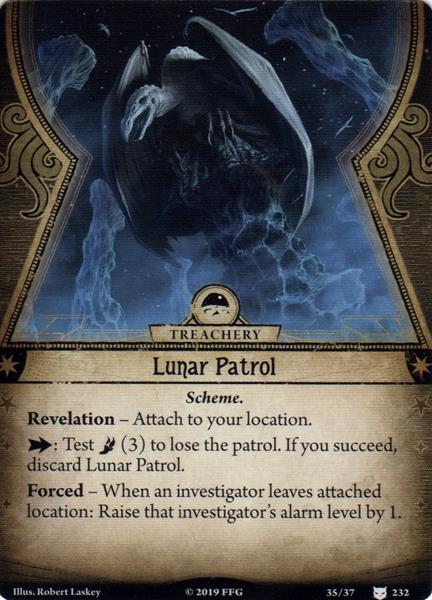 TREACHERY
Lunar Patrol
Scheme.
Revelation – Attach to your location.
: Test (3) to lose the patrol. If you succeed,
discard Lunar Patrol.
Forced – When an investigator leaves attached
location: Raise that investigator's alarm level by 1.
Illus. Robert Laskey © 2019 FFG 35/37 232